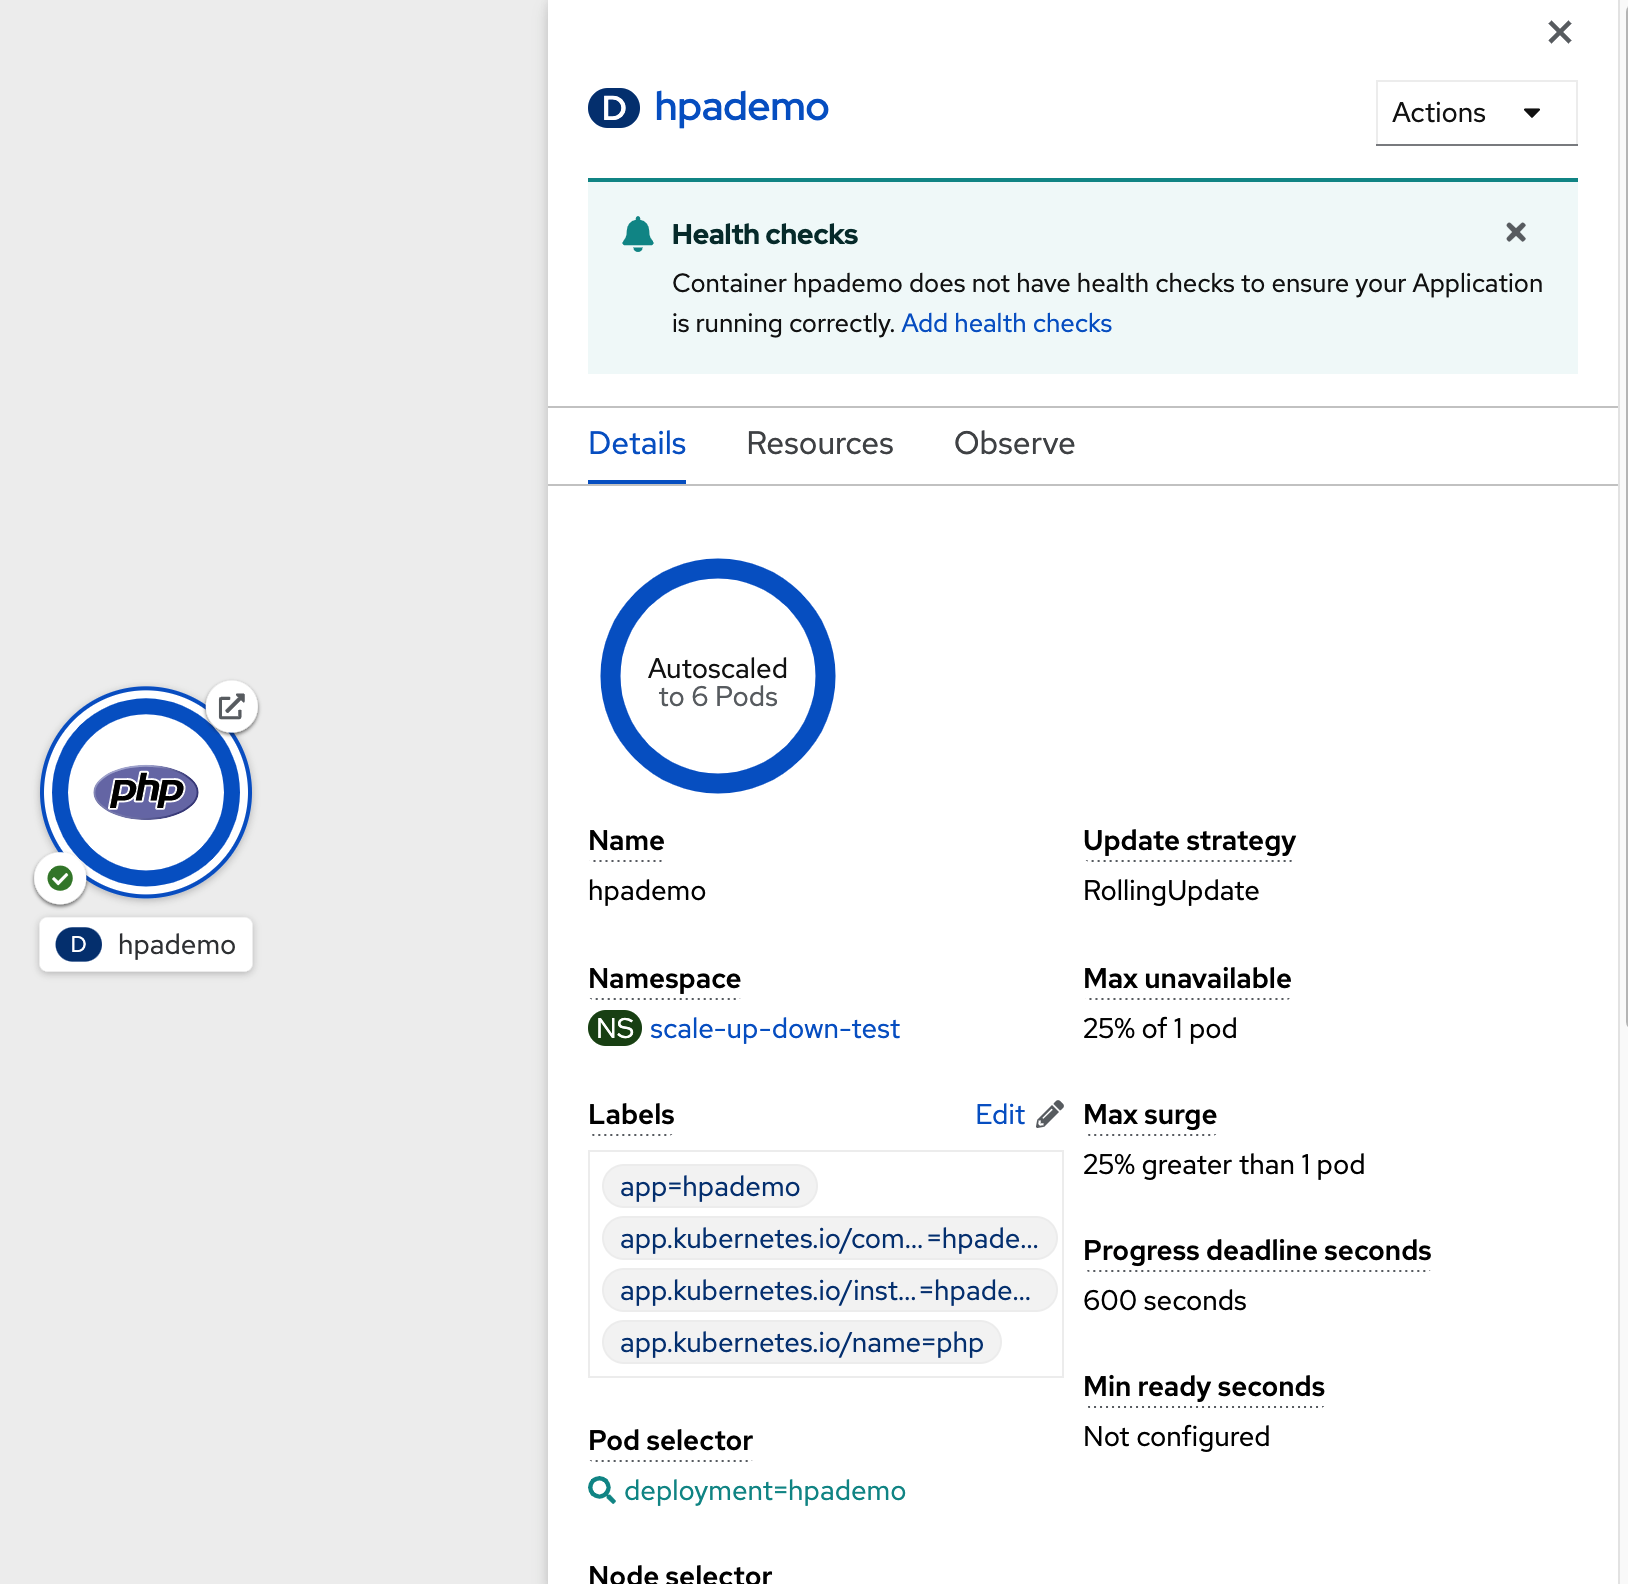 D hpademo
Actions
Health checks
Container hpademo does not have health checks to ensure your Application
is running correctly. Add health checks
Details Resources Observe
Autoscaled
to 6 Pods
php
D hpademo
Name
hpademo
Namespace
NS scale-up-down-test
Labels Edit
app=hpademo
app.kubernetes.io/com...=hpade...
app.kubernetes.io/inst...=hpade...
app.kubernetes.io/name=php
Pod selector
deployment=hpademo
Node selector
Update strategy
RollingUpdate
Max unavailable
25% of 1 pod
Max surge
25% greater than 1 pod
Progress deadline seconds
600 seconds
Min ready seconds
Not configured